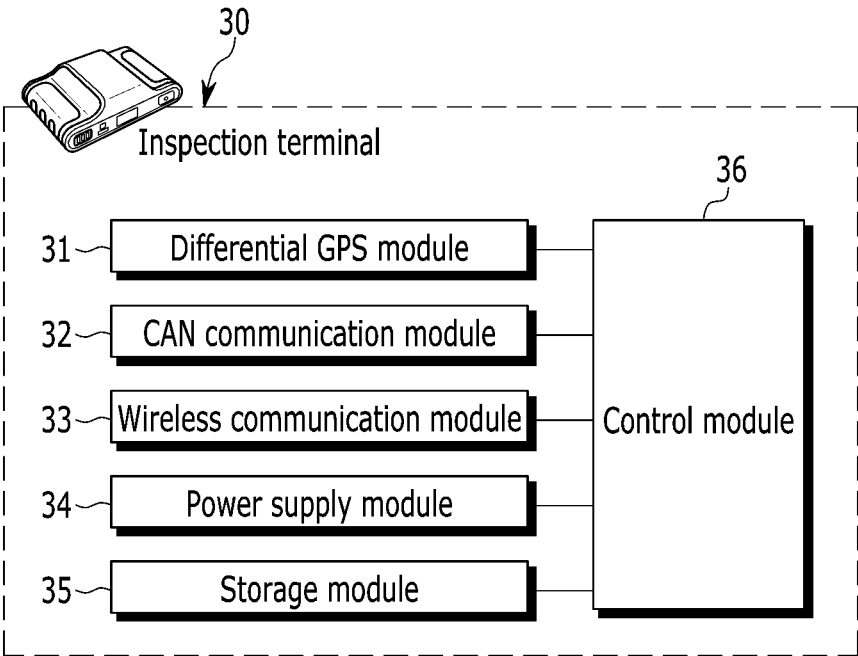 30
Inspection terminal
36
31 Differential GPS module
32 CAN communication module
33 Wireless communication module
Control module
34 Power supply module
35 Storage module